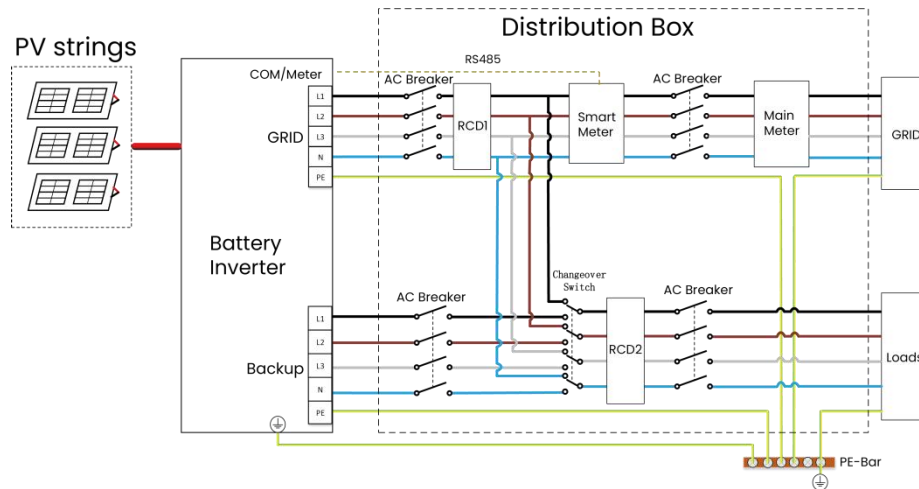 Distribution Box
PV strings
RS485
COM/Meter
AC Breaker
AC Breaker
L1
L2
L3
N
PE
GRID
RCD1
Smart
Meter
Main
Meter
GRID
Battery
Inverter
Changeover
Switch
AC Breaker
AC Breaker
L1
L2
L3
N
PE
Backup
RCD2
Loads
PE-Bar